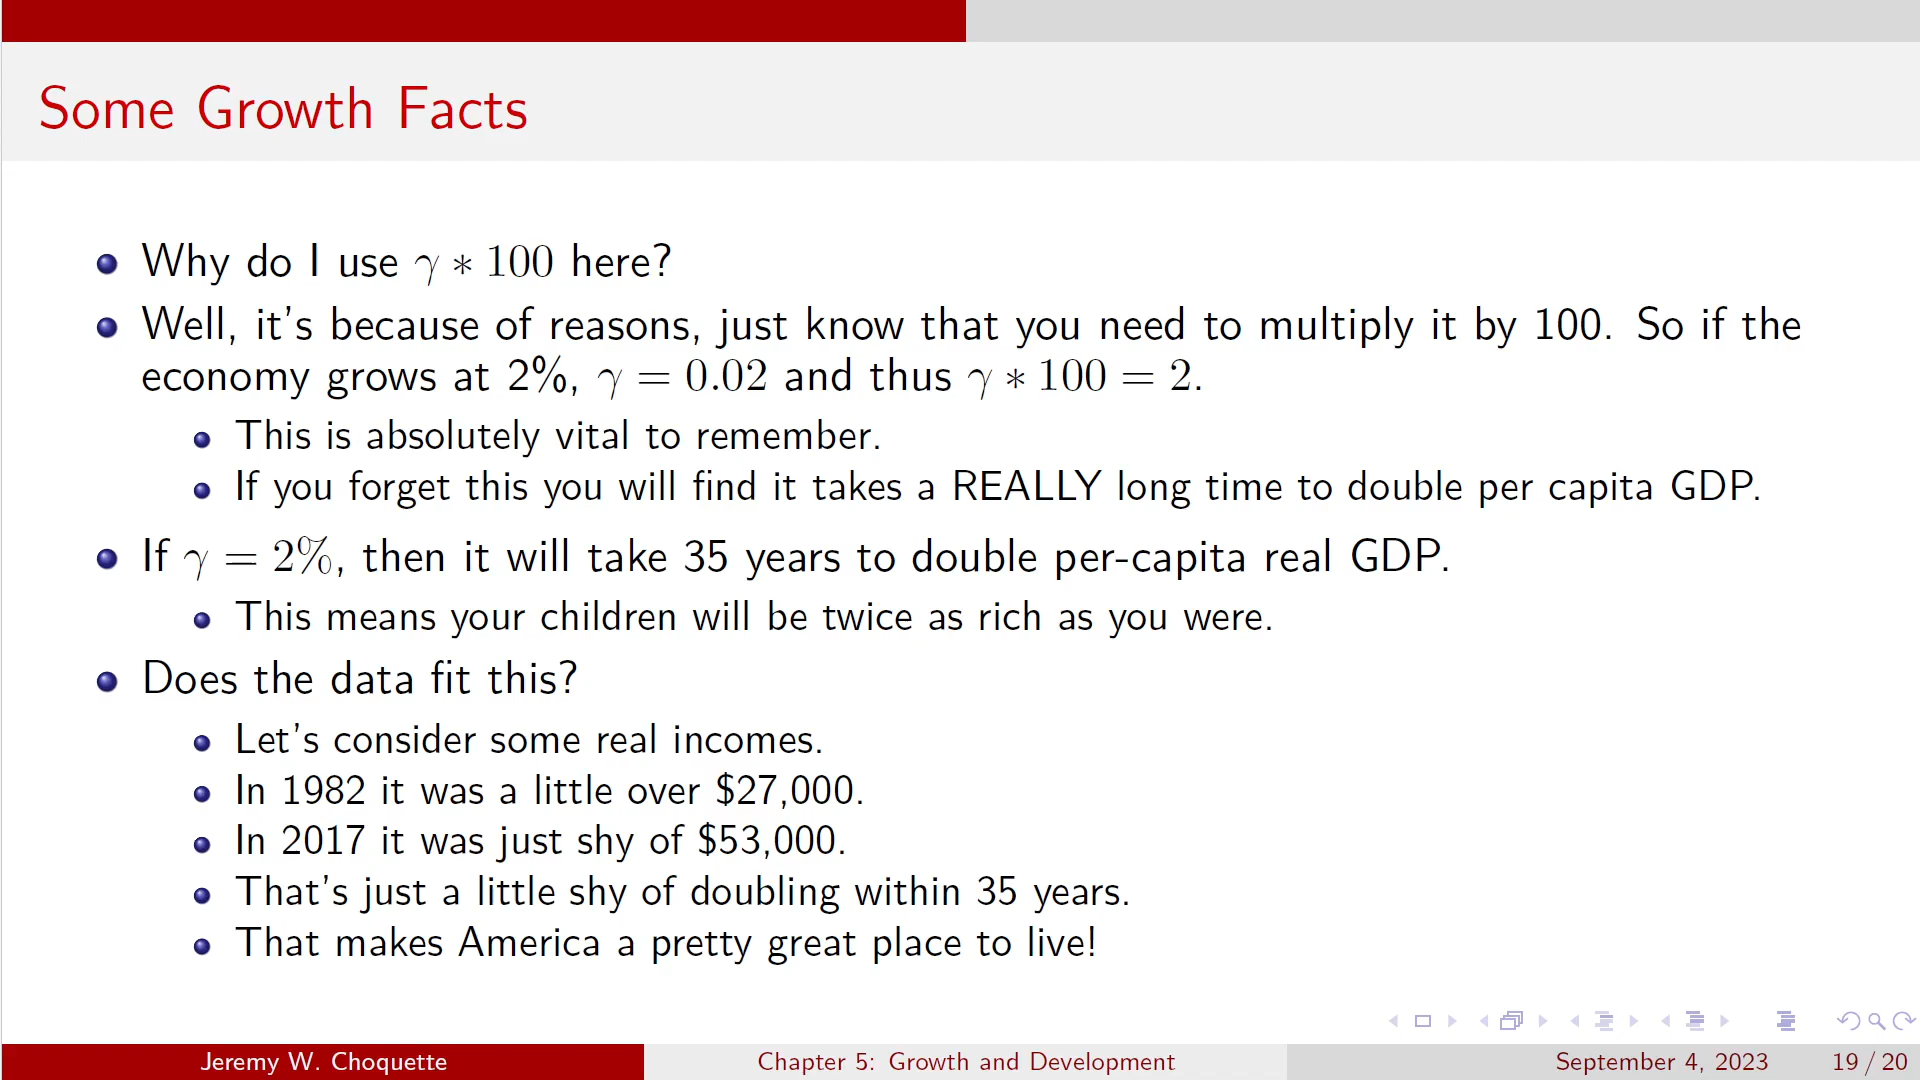 Some Growth Facts
Why do I use γ ∗ 100 here?
Well, it's because of reasons, just know that you need to multiply it by 100. So if the
economy grows at 2%, γ = 0.02 and thus γ ∗ 100 = 2.
This is absolutely vital to remember.
If you forget this you will find it takes a REALLY long time to double per capita GDP.
If γ = 2%, then it will take 35 years to double per-capita real GDP.
This means your children will be twice as rich as you were.
Does the data fit this?
Let's consider some real incomes.
In 1982 it was a little over $27,000.
In 2017 it was just shy of $53,000.
That's just a little shy of doubling within 35 years.
That makes America a pretty great place to live!
Jeremy W. Choquette Chapter 5: Growth and Development September 4, 2023 19 / 20